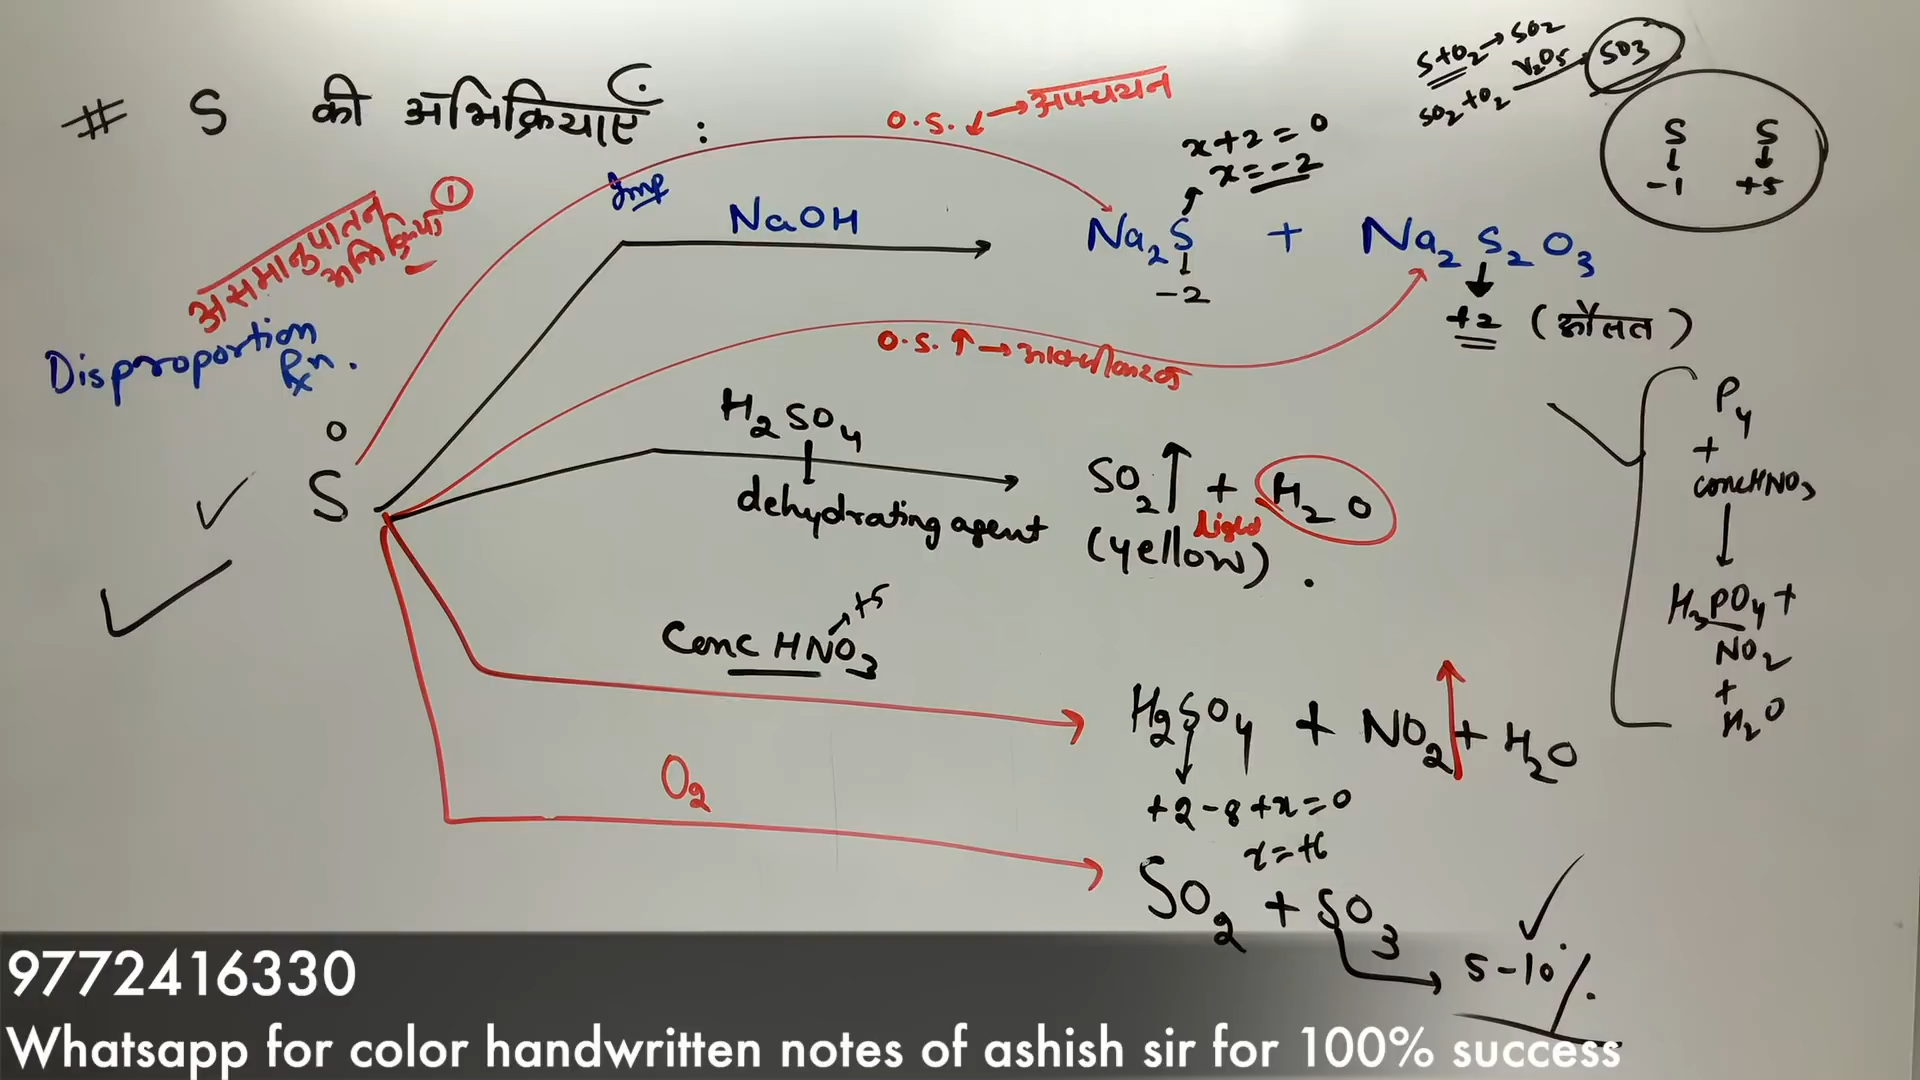 # S की अभिक्रियाएं :
O.S.↓ → अपचयन
S+O2 → SO2
SO2+O2 V2O5 SO3
S S
-1 +5
x+2=0
x=-2
Imp
असमानुपातन
अभिक्रिया ①
Disproportion
Rxn.
NaOH
Na2S + Na2S2O3
-2
+2 (औसत)
O.S.↑ →
0
S
H2SO4
dehydrating agent
SO2↑ + H2O
light
(yellow).
Conc HNO3
+5
H2SO4 + NO2↑ + H2O
+2-8+x=0
x=+6
O2
SO2 + SO3
5-10%
P4
+
conc HNO3
↓
H3PO4 +
NO2
+
H2O
9772416330
Whatsapp for color handwritten notes of ashish sir for 100% success